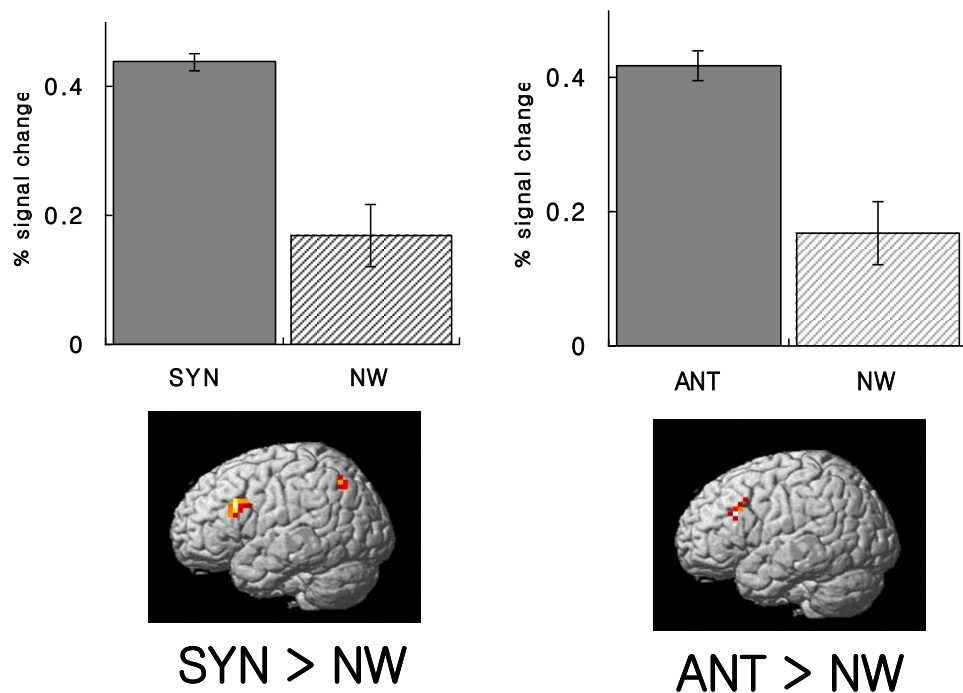 % signal change
0.4
0.2
0
SYN
NW
SYN > NW
% signal change
0.4
0.2
0
ANT
NW
ANT > NW